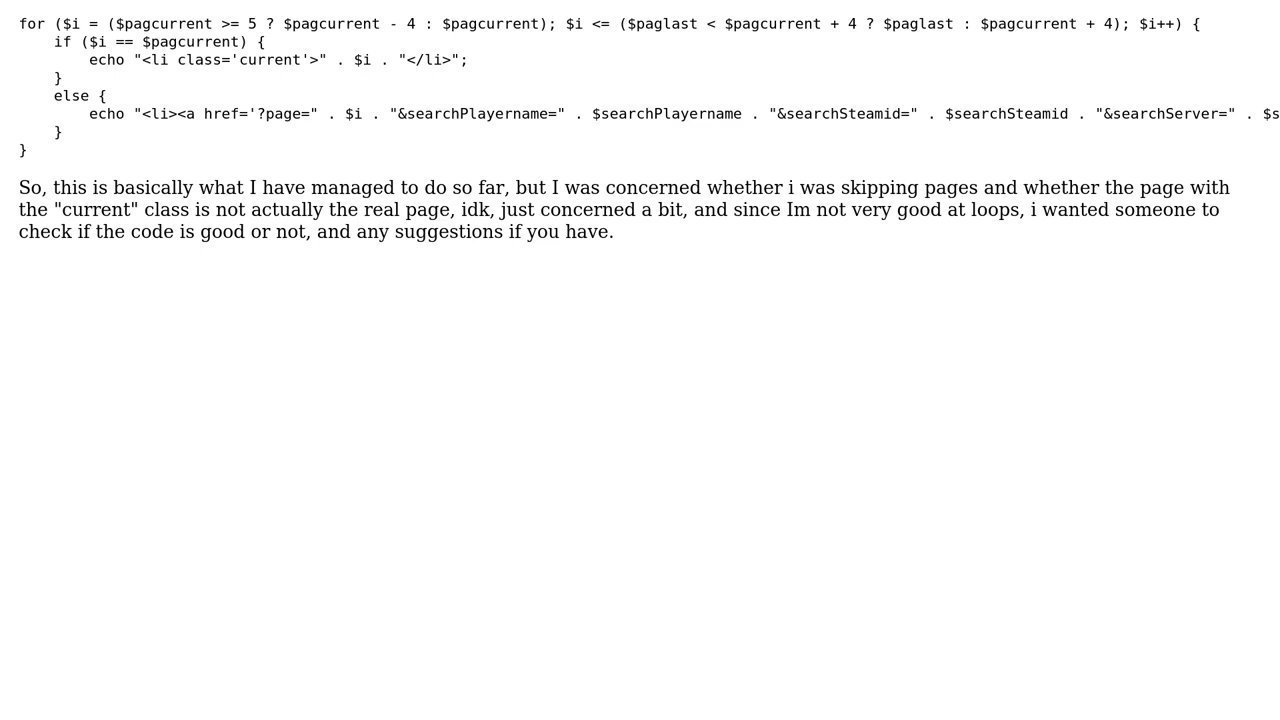 for ($i = ($pagcurrent >= 5 ? $pagcurrent - 4 : $pagcurrent); $i <= ($paglast < $pagcurrent + 4 ? $paglast : $pagcurrent + 4); $i++) {
    if ($i == $pagcurrent) {
        echo "<li class='current'>" . $i . "</li>";
    }
    else {
        echo "<li><a href='?page=" . $i . "&searchPlayername=" . $searchPlayername . "&searchSteamid=" . $searchSteamid . "&searchServer=" . $s
    }
}
So, this is basically what I have managed to do so far, but I was concerned whether i was skipping pages and whether the page with
the "current" class is not actually the real page, idk, just concerned a bit, and since Im not very good at loops, i wanted someone to
check if the code is good or not, and any suggestions if you have.